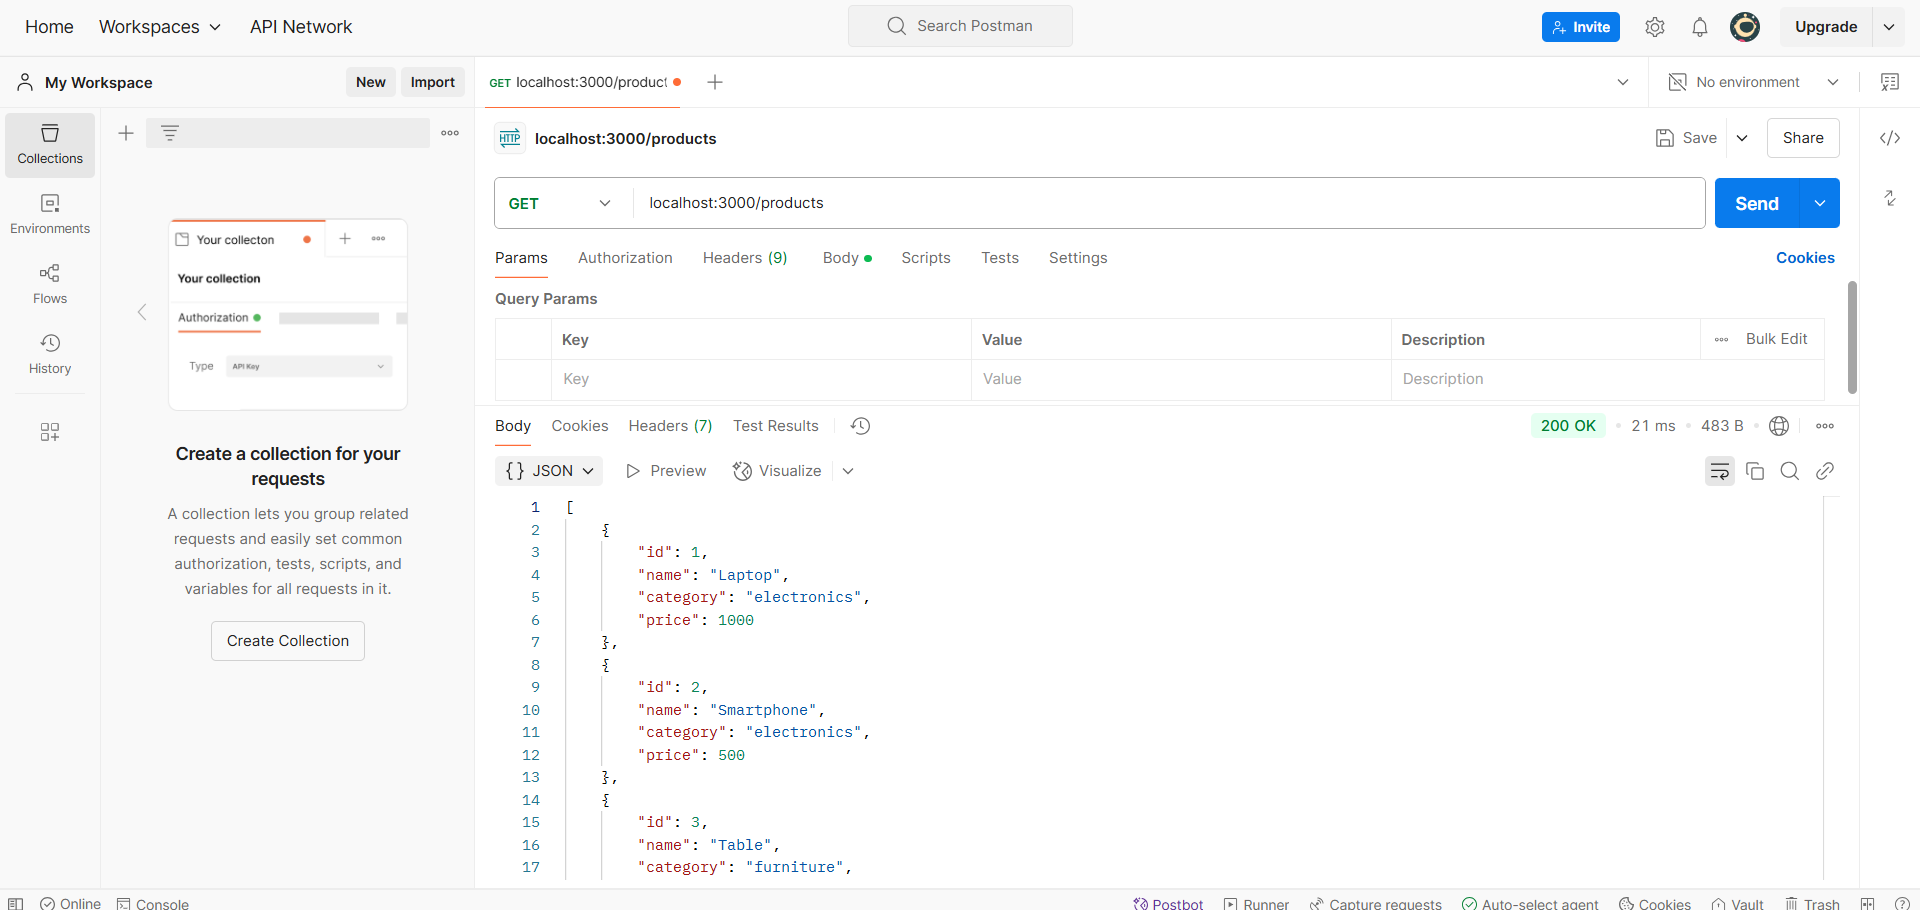 Home Workspaces API Network Search Postman Invite Upgrade
My Workspace New Import GET localhost:3000/product No environment
Collections
Environments
Flows
History
Your collecton
Your collection
Authorization
Type API Key
Create a collection for your
requests
A collection lets you group related
requests and easily set common
authorization, tests, scripts, and
variables for all requests in it.
Create Collection
HTTP localhost:3000/products Save Share
GET localhost:3000/products Send
Params Authorization Headers (9) Body Scripts Tests Settings Cookies
Query Params
Key Value Description Bulk Edit
Key Value Description
Body Cookies Headers (7) Test Results 200 OK 21 ms 483 B
{} JSON Preview Visualize
1 [
2 {
3 "id": 1,
4 "name": "Laptop",
5 "category": "electronics",
6 "price": 1000
7 },
8 {
9 "id": 2,
10 "name": "Smartphone",
11 "category": "electronics",
12 "price": 500
13 },
14 {
15 "id": 3,
16 "name": "Table",
17 "category": "furniture",
Online Console Postbot Runner Capture requests Auto-select agent Cookies Vault Trash